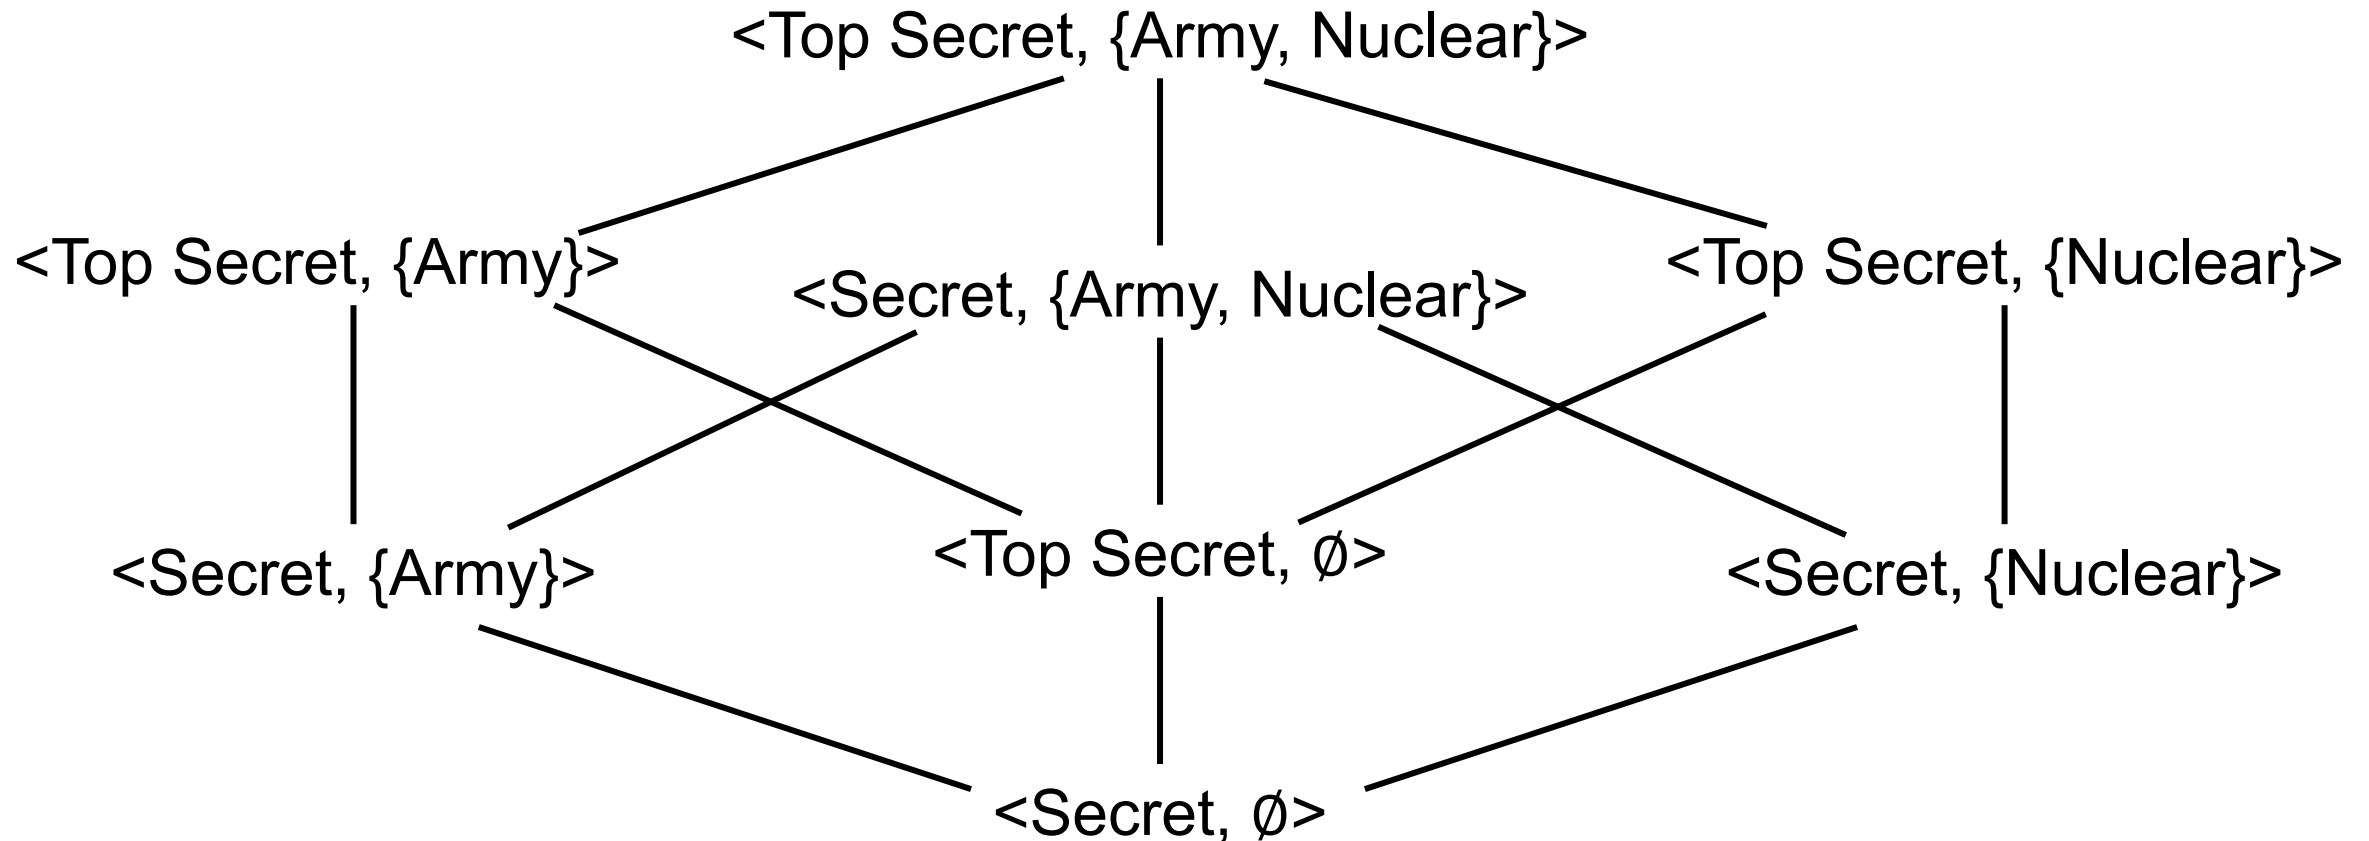 <Top Secret, {Army, Nuclear}>
<Top Secret, {Army}>
<Secret, {Army, Nuclear}>
<Top Secret, {Nuclear}>
<Secret, {Army}>
<Top Secret, ∅>
<Secret, {Nuclear}>
<Secret, ∅>